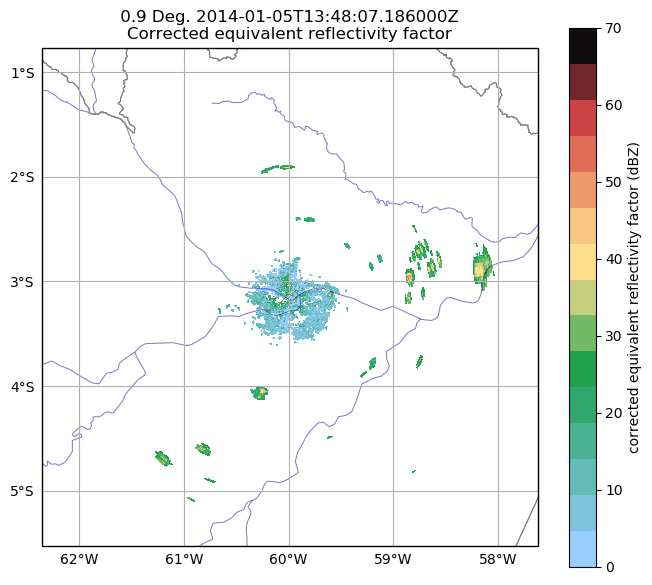 0.9 Deg. 2014-01-05T13:48:07.186000Z
Corrected equivalent reflectivity factor
1°S
2°S
3°S
4°S
5°S
62°W
61°W
60°W
59°W
58°W
70
60
50
40
30
20
10
0
corrected equivalent reflectivity factor (dBZ)